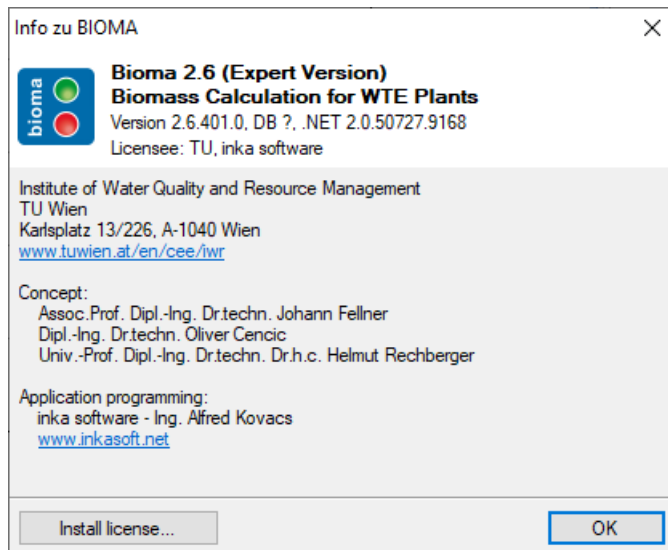 Info zu BIOMA
bioma
Bioma 2.6 (Expert Version)
Biomass Calculation for WTE Plants
Version 2.6.401.0, DB ?, .NET 2.0.50727.9168
Licensee: TU, inka software
Institute of Water Quality and Resource Management
TU Wien
Karlsplatz 13/226, A-1040 Wien
www.tuwien.at/en/cee/iwr
Concept:
Assoc.Prof. Dipl.-Ing. Dr.techn. Johann Fellner
Dipl.-Ing. Dr.techn. Oliver Cencic
Univ.-Prof. Dipl.-Ing. Dr.techn. Dr.h.c. Helmut Rechberger
Application programming:
inka software - Ing. Alfred Kovacs
www.inkasoft.net
Install license...
OK